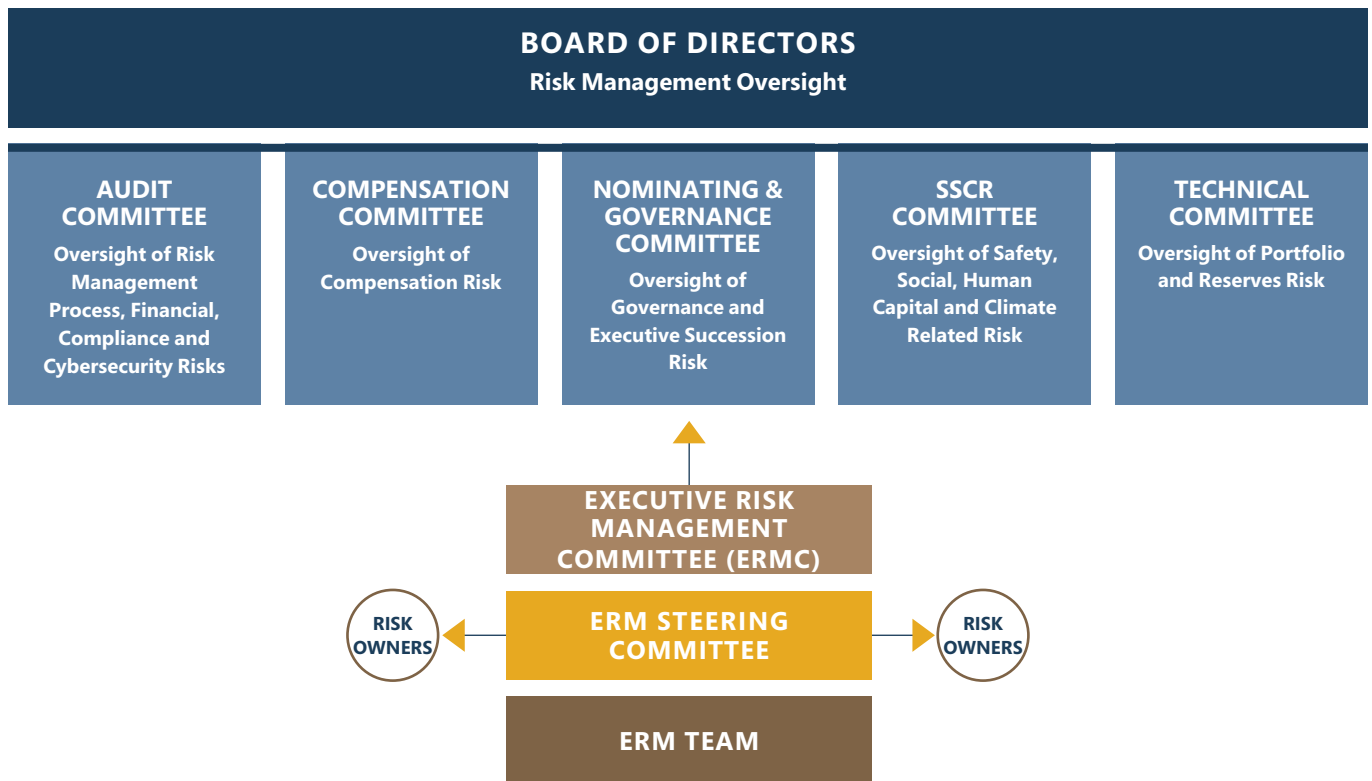 BOARD OF DIRECTORS
Risk Management Oversight
AUDIT
COMMITTEE
Oversight of Risk
Management
Process, Financial,
Compliance and
Cybersecurity Risks
COMPENSATION
COMMITTEE
Oversight of
Compensation Risk
NOMINATING &
GOVERNANCE
COMMITTEE
Oversight of
Governance and
Executive Succession
Risk
SSCR
COMMITTEE
Oversight of Safety,
Social, Human
Capital and Climate
Related Risk
TECHNICAL
COMMITTEE
Oversight of Portfolio
and Reserves Risk
EXECUTIVE RISK
MANAGEMENT
COMMITTEE (ERMC)
RISK
OWNERS
ERM STEERING
COMMITTEE
RISK
OWNERS
ERM TEAM